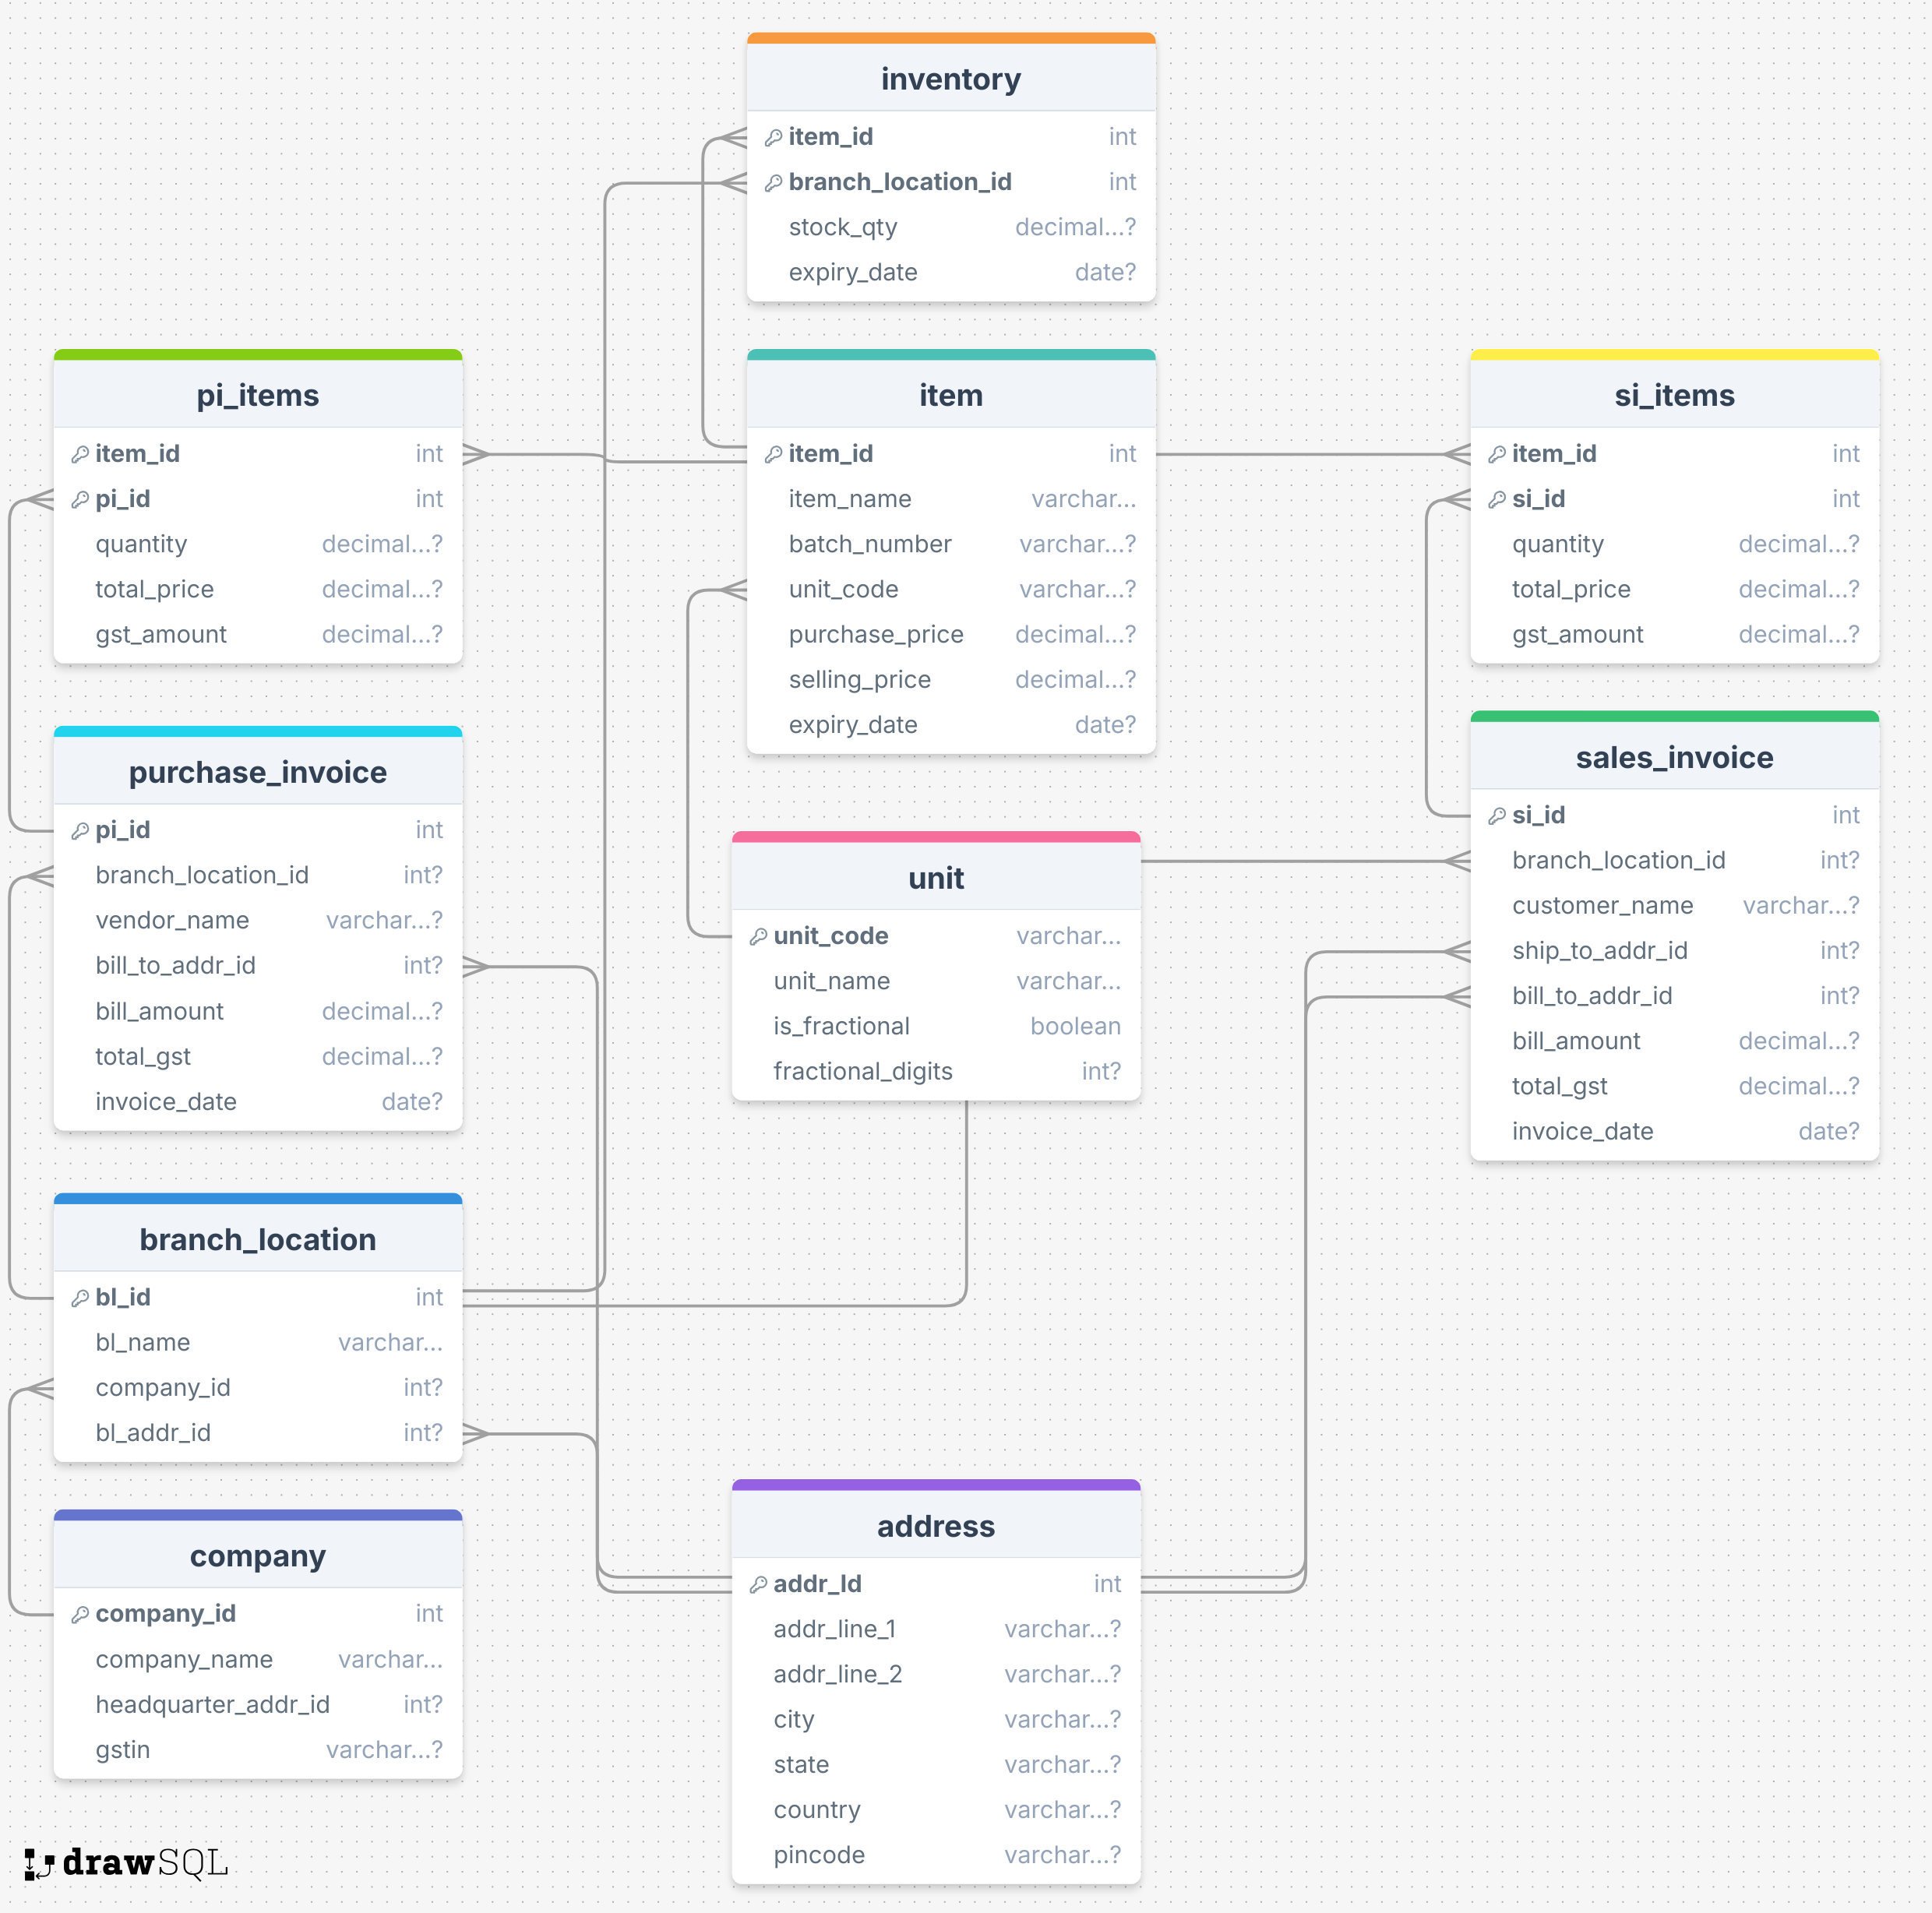 inventory
item_id int
branch_location_id int
stock_qty decimal...?
expiry_date date?
pi_items
item_id int
pi_id int
quantity decimal...?
total_price decimal...?
gst_amount decimal...?
item
item_id int
item_name varchar...
batch_number varchar...?
unit_code varchar...?
purchase_price decimal...?
selling_price decimal...?
expiry_date date?
si_items
item_id int
si_id int
quantity decimal...?
total_price decimal...?
gst_amount decimal...?
purchase_invoice
pi_id int
branch_location_id int?
vendor_name varchar...?
bill_to_addr_id int?
bill_amount decimal...?
total_gst decimal...?
invoice_date date?
unit
unit_code varchar...
unit_name varchar...
is_fractional boolean
fractional_digits int?
sales_invoice
si_id int
branch_location_id int?
customer_name varchar...?
ship_to_addr_id int?
bill_to_addr_id int?
bill_amount decimal...?
total_gst decimal...?
invoice_date date?
branch_location
bl_id int
bl_name varchar...
company_id int?
bl_addr_id int?
company
company_id int
company_name varchar...
headquarter_addr_id int?
gstin varchar...?
address
addr_Id int
addr_line_1 varchar...?
addr_line_2 varchar...?
city varchar...?
state varchar...?
country varchar...?
pincode varchar...?
drawSQL